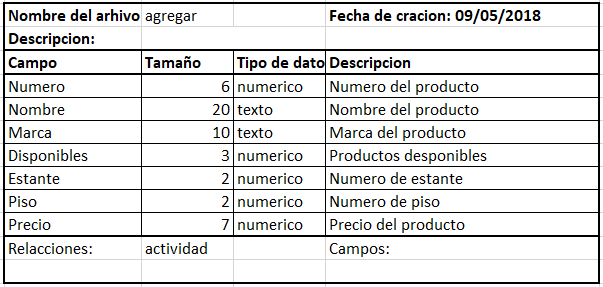 Nombre del arhivo agregar Fecha de cracion: 09/05/2018
Descripcion:
Campo Tamaño Tipo de dato Descripcion
Numero 6 numerico Numero del producto
Nombre 20 texto Nombre del producto
Marca 10 texto Marca del producto
Disponibles 3 numerico Productos desponibles
Estante 2 numerico Numero de estante
Piso 2 numerico Numero de piso
Precio 7 numerico Precio del producto
Relacciones: actividad Campos: